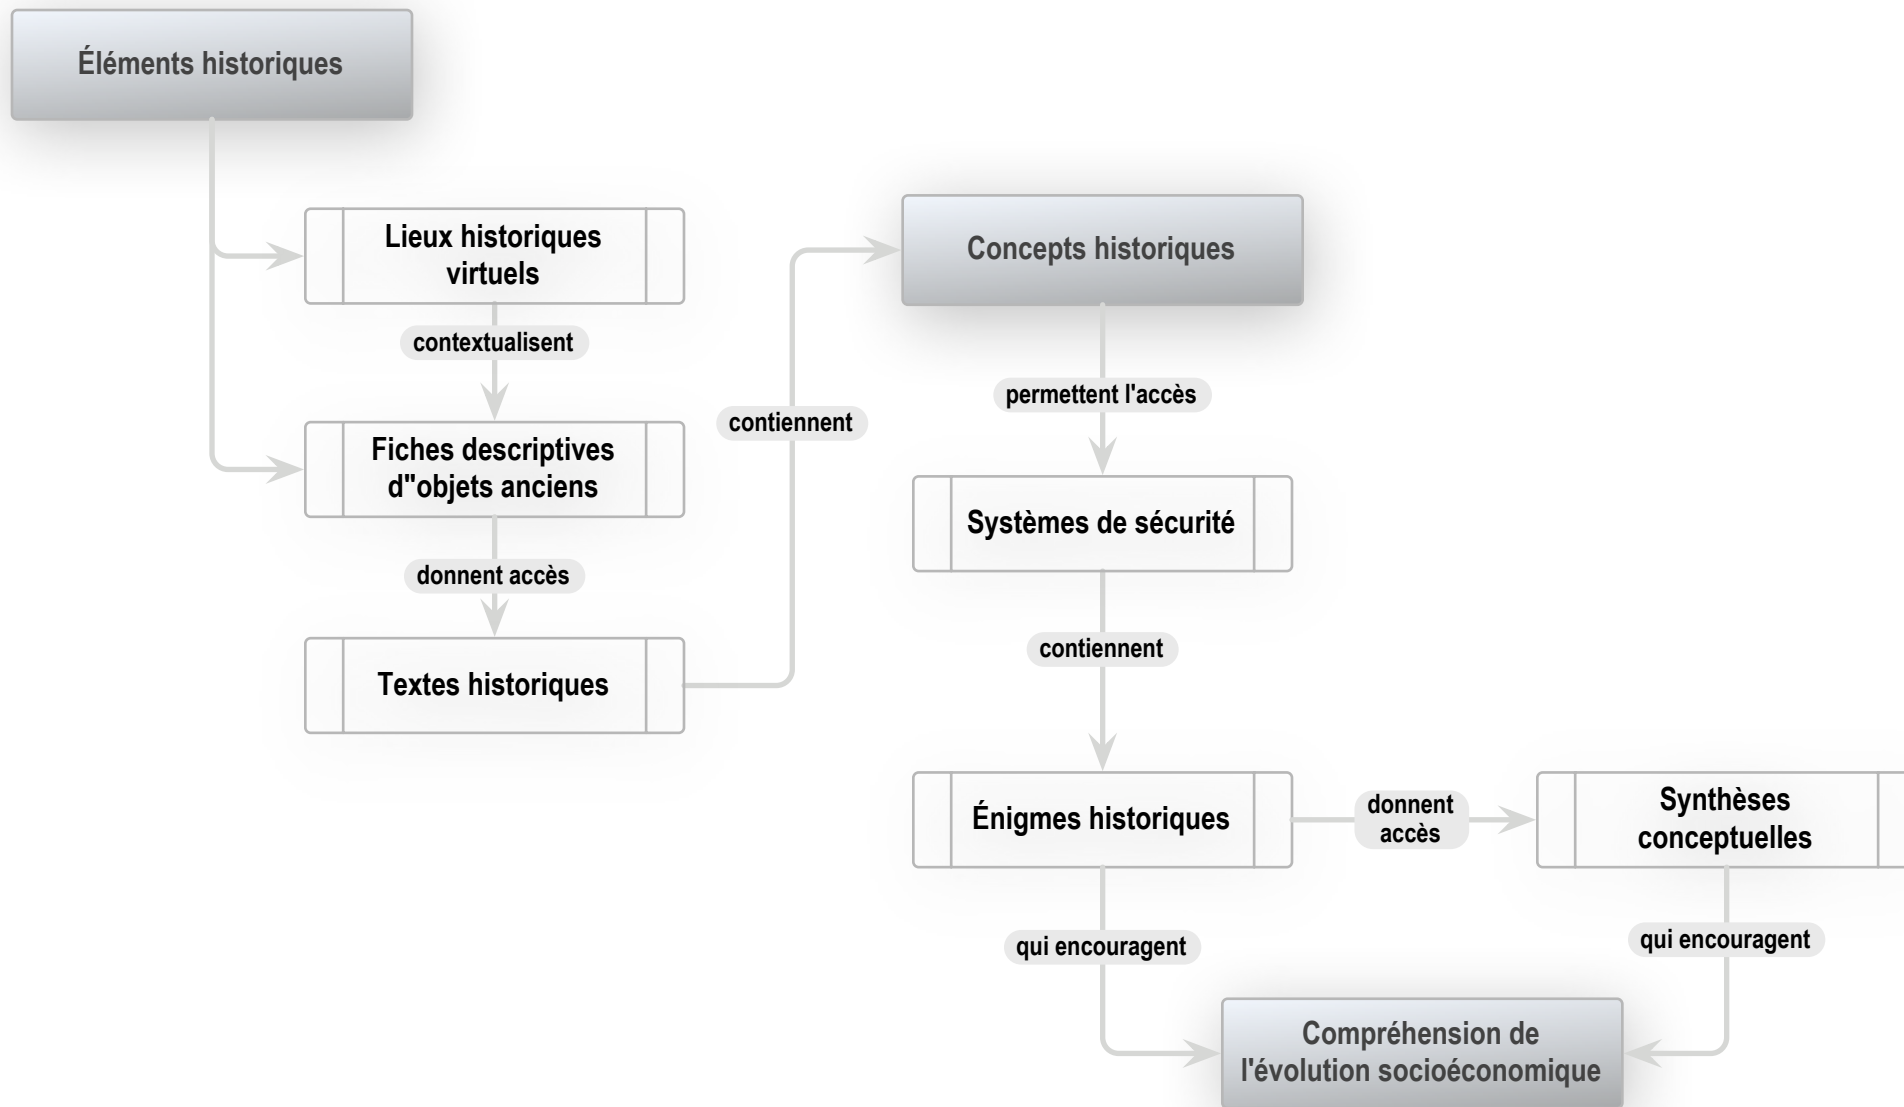 Éléments historiques
Lieux historiques
virtuels
contextualisent
Fiches descriptives
d"objets anciens
donnent accès
Textes historiques
contiennent
Concepts historiques
permettent l'accès
Systèmes de sécurité
contiennent
Énigmes historiques
donnent
accès
Synthèses
conceptuelles
qui encouragent
qui encouragent
Compréhension de
l'évolution socioéconomique